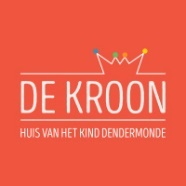 DE KROON
HUIS VAN HET KIND DENDERMONDE